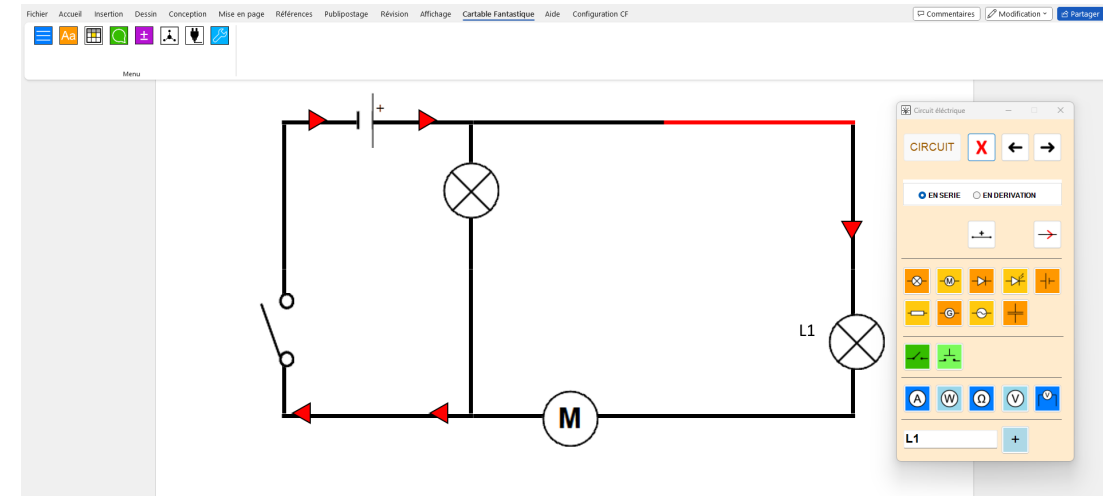 Fichier Accueil Insertion Dessin Conception Mise en page Références Publipostage Révision Affichage Cartable Fantastique Aide Configuration CF Commentaires Modification Partager
Aa ±
Menu
+
L1
M
Circuit éléctrique
CIRCUIT X
EN SERIE EN DERIVATION
+
M
G
A W Ω V V
L1 +